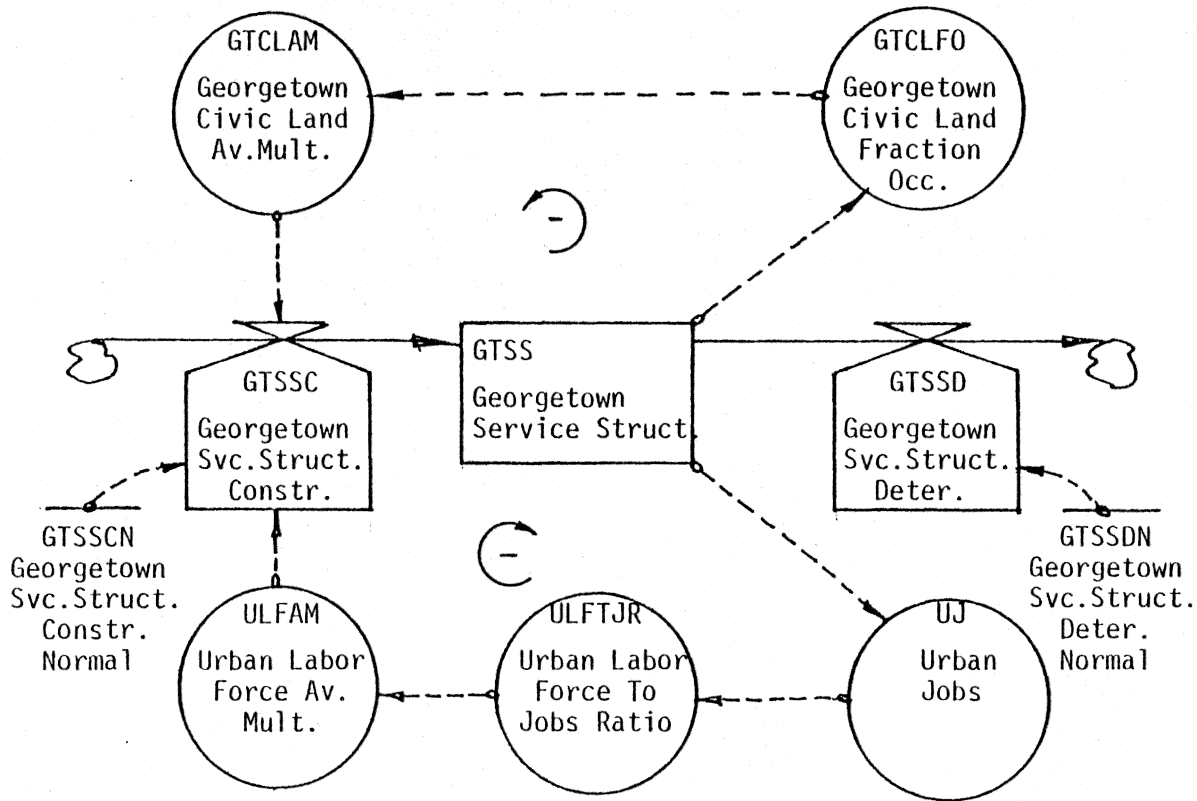 GTCLAM
Georgetown
Civic Land
Av.Mult.
GTCLFO
Georgetown
Civic Land
Fraction
Occ.
-
GTSSC
Georgetown
Svc.Struct.
Constr.
GTSS
Georgetown
Service Struct.
GTSSD
Georgetown
Svc.Struct.
Deter.
GTSSCN
Georgetown
Svc.Struct.
Constr.
Normal
-
GTSSDN
Georgetown
Svc.Struct.
Deter.
Normal
ULFAM
Urban Labor
Force Av.
Mult.
ULFTJR
Urban Labor
Force To
Jobs Ratio
UJ
Urban
Jobs